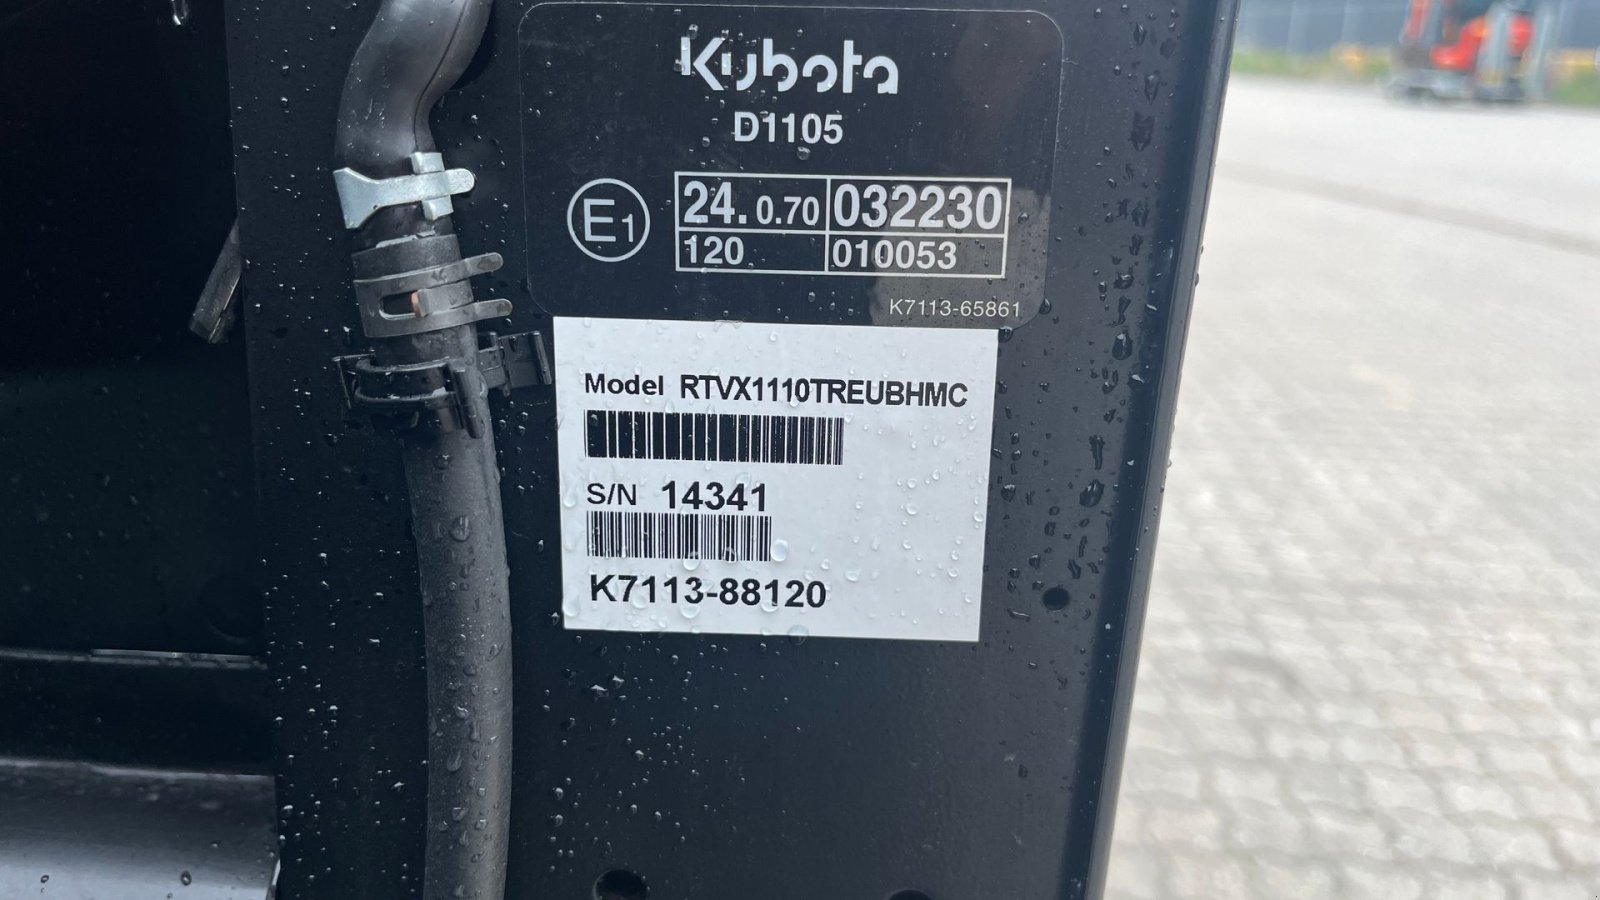 Kubota
D1105
E1
24. 0.70 032230
120 010053
K7113-65861
Model RTVX1110TREUBHMC
S/N 14341
K7113-88120